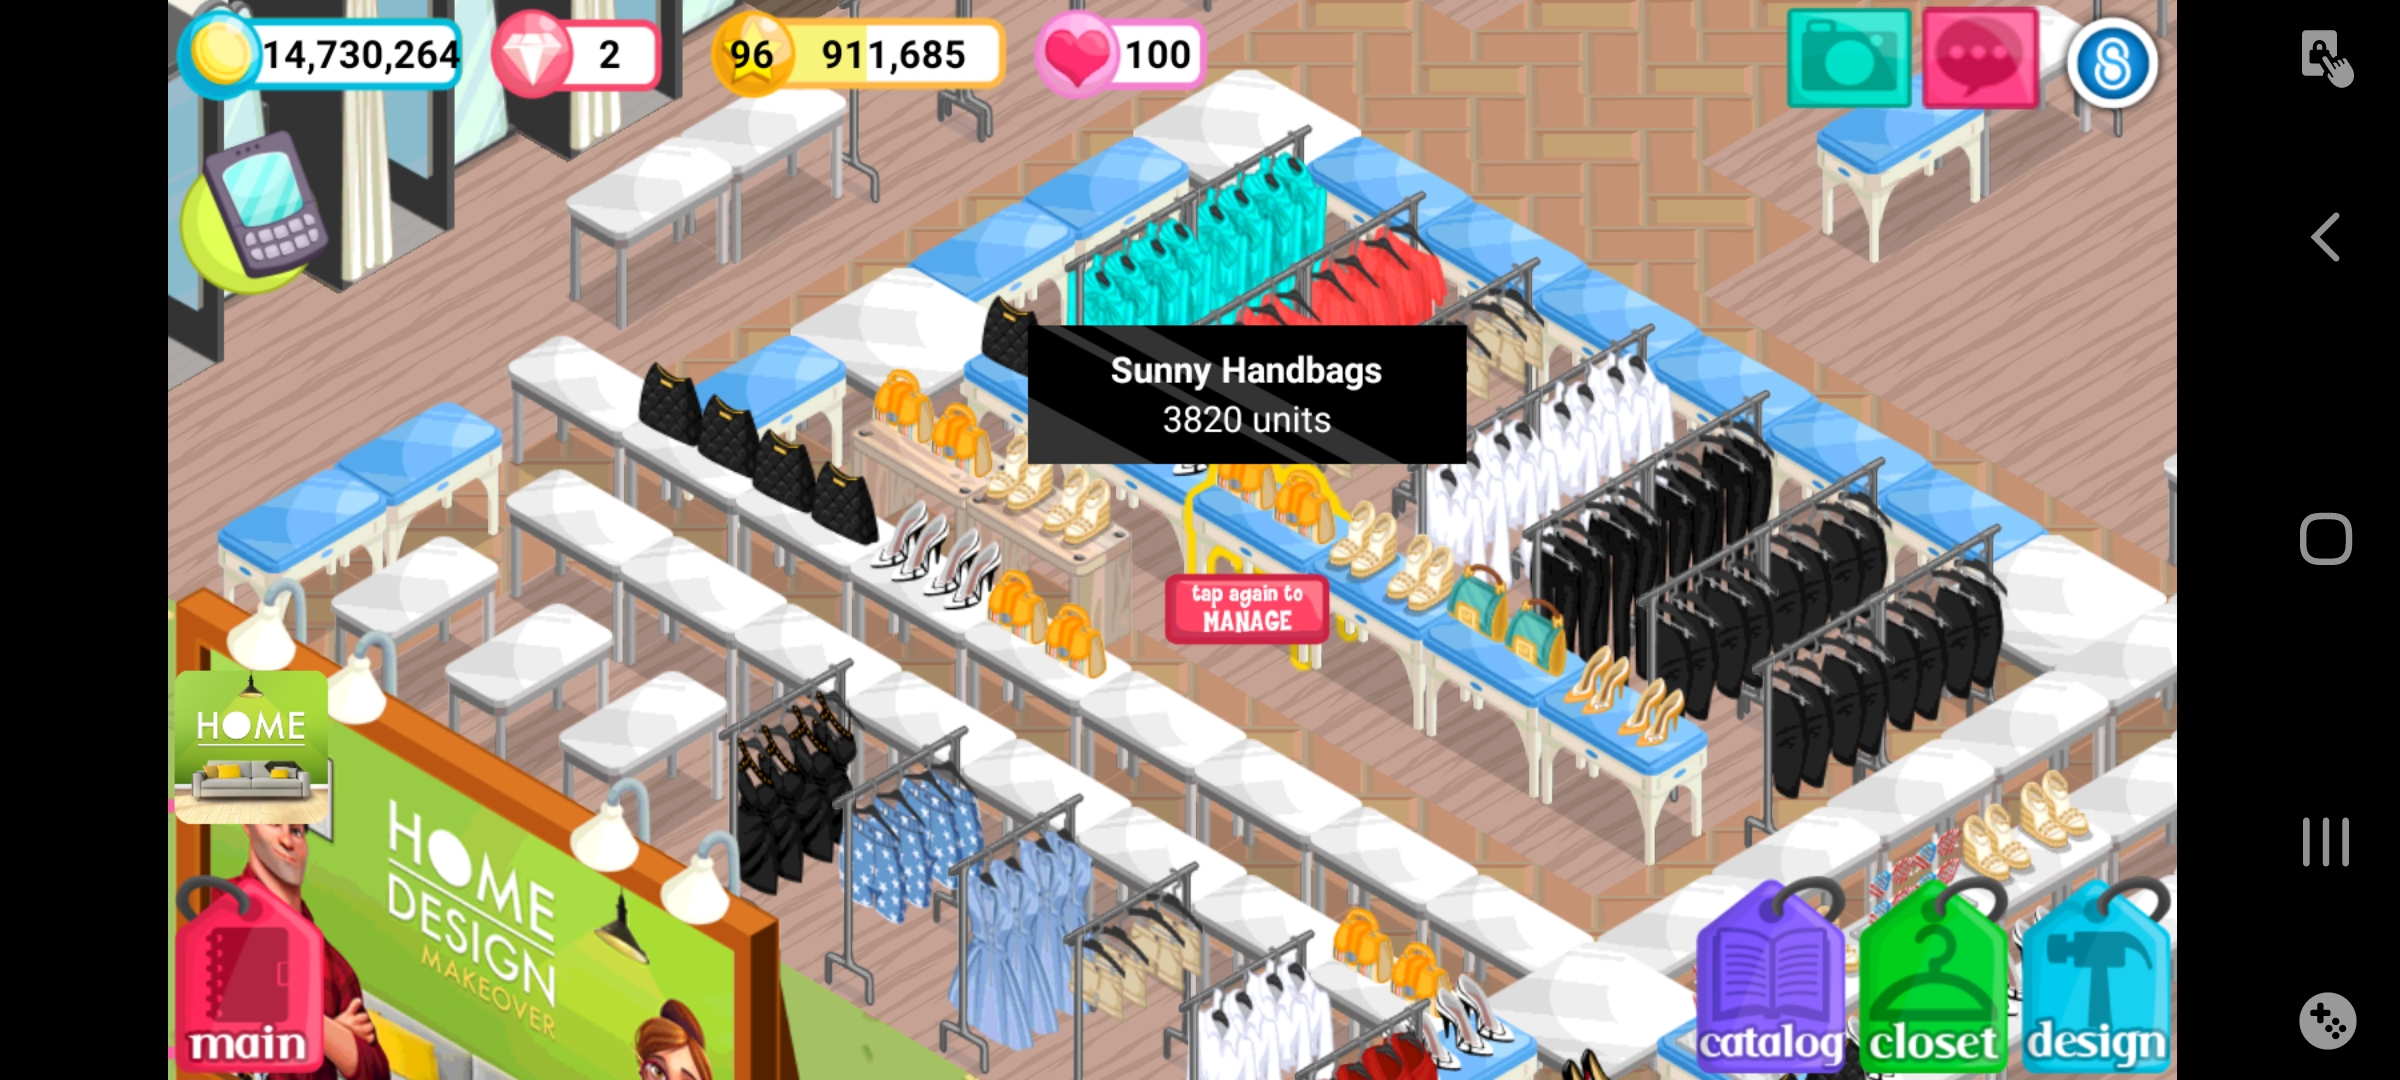 14,730,264
2
96
911,685
100
Sunny Handbags
3820 units
tap again to
MANAGE
HOME
HOME
DESIGN
MAKEOVER
main
catalog
closet
design